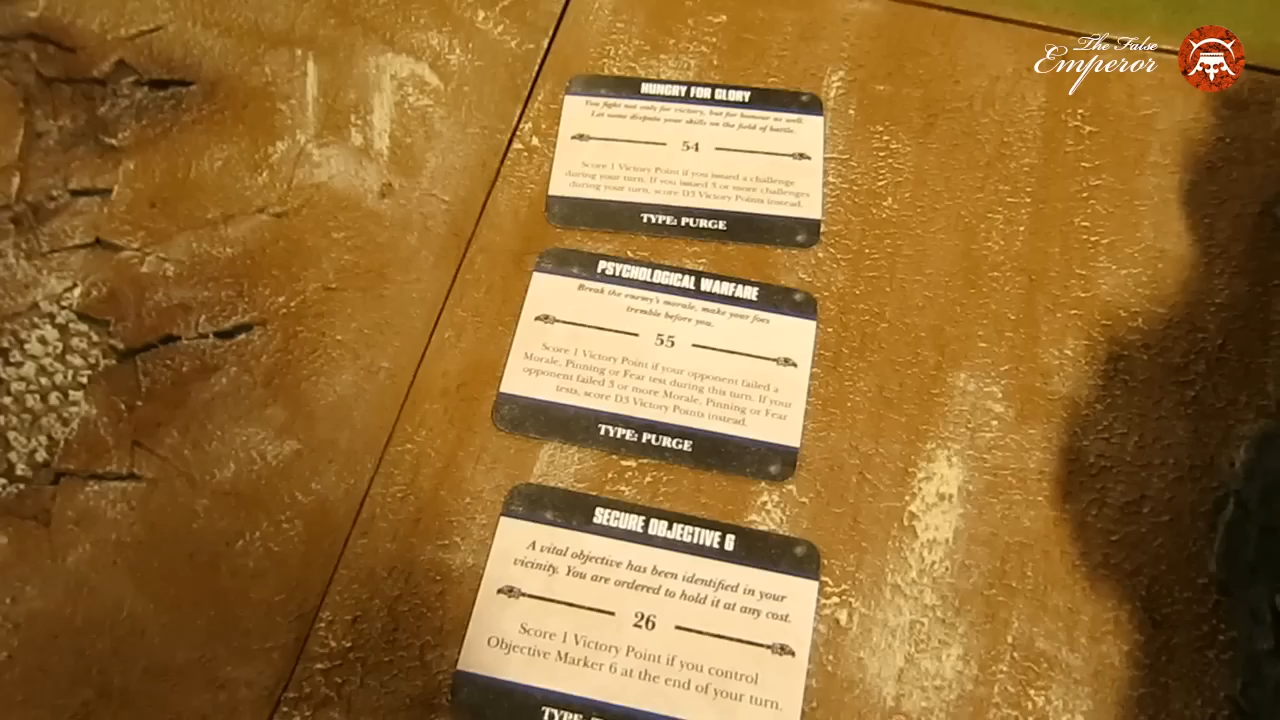 The False
Emperor
HUNGRY FOR GLORY
You fight not only for victory, but for honour as well.
Let none dispute your skills on the field of battle.
54
Score 1 Victory Point if you issued a challenge
during your turn. If you issued 3 or more challenges
during your turn, score D3 Victory Points instead.
TYPE: PURGE
PSYCHOLOGICAL WARFARE
Break the enemy's morale, make your foes
tremble before you.
55
Score 1 Victory Point if your opponent failed a
Morale, Pinning or Fear test during this turn. If your
opponent failed 3 or more Morale, Pinning or Fear
tests, score D3 Victory Points instead.
TYPE: PURGE
SECURE OBJECTIVE 6
A vital objective has been identified in your
vicinity. You are ordered to hold it at any cost.
26
Score 1 Victory Point if you control
Objective Marker 6 at the end of your turn.
TYPE: